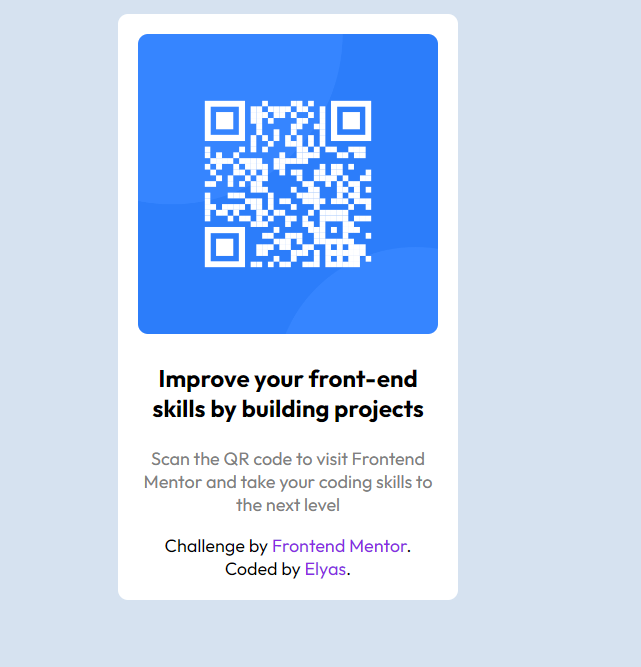 Improve your front-end
skills by building projects
Scan the QR code to visit Frontend
Mentor and take your coding skills to
the next level
Challenge by Frontend Mentor.
Coded by Elyas.